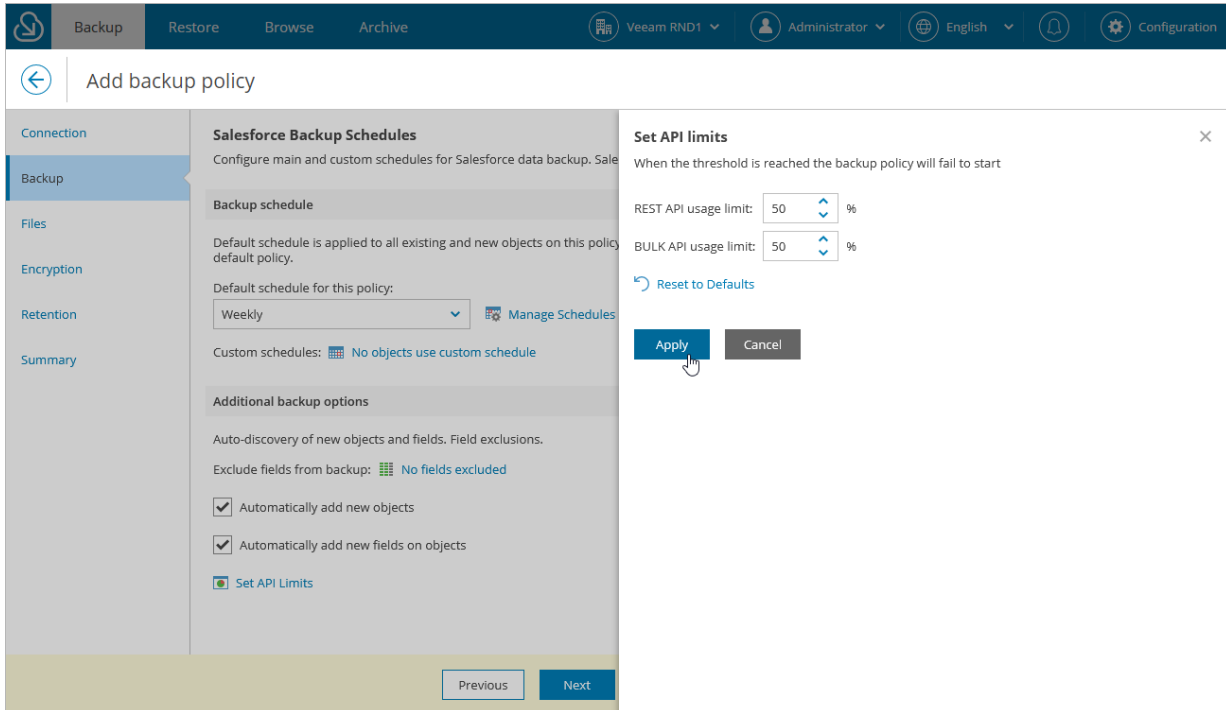 Backup Restore Browse Archive Veeam RND1 Administrator English Configuration
Add backup policy
Connection
Backup
Files
Encryption
Retention
Summary
Salesforce Backup Schedules
Configure main and custom schedules for Salesforce data backup. Sale
Backup schedule
Default schedule is applied to all existing and new objects on this policy
default policy.
Default schedule for this policy:
Weekly Manage Schedules
Custom schedules: No objects use custom schedule
Additional backup options
Auto-discovery of new objects and fields. Field exclusions.
Exclude fields from backup: No fields excluded
Automatically add new objects
Automatically add new fields on objects
Set API Limits
Previous Next
Set API limits
When the threshold is reached the backup policy will fail to start
REST API usage limit: 50 %
BULK API usage limit: 50 %
Reset to Defaults
Apply Cancel